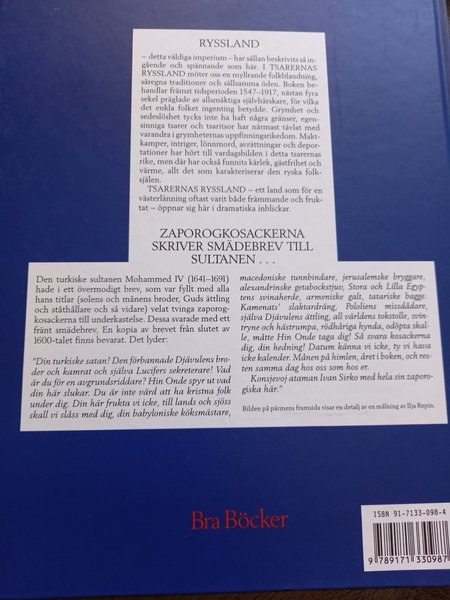 RYSSLAND
– detta väldiga imperium – har sällan beskrivits så in-
gående och spännande som här. I TSARERNAS
RYSSLAND möter oss en myllrande folkblandning,
säregna traditioner och sällsamma öden. Boken be-
handlar främst tidsperioden 1547–1917, nästan fyra
sekel präglade av allsmäktiga självhärskare, för vilka
det enkla folket ingenting betydde. Grymhet och
sedeslöshet tycks inte ha haft några gränser, egen-
sinniga tsarer och tsaritsor har närmast tävlat med
varandra i grymheternas uppfinningsrikedom. Makt-
kamper, intriger, lönnmord, avrättningar och depor-
tationer har hört till vardagsbilden i detta tsarernas
rike, men där har också funnits kärlek, gästfrihet och
värme, allt det som karakteriserar den ryska folk-
själen.
TSARERNAS RYSSLAND – ett land som för en
västerlänning oftast varit både främmande och fruk-
tat – öppnar sig här i dramatiska inblickar.
ZAPOROGKOSACKERNA
SKRIVER SMÄDEBREV TILL
SULTANEN . . .
Den turkiske sultanen Mohammed IV (1641–1691)
hade i ett övermodigt brev, som var fyllt med alla
hans titlar (solens och månens broder, Guds ättling
och ståthållare och så vidare) velat tvinga zaporog-
kosackerna till underkastelse. Dessa svarade med ett
fränt smädebrev. En kopia av brevet från slutet av
1600-talet finns bevarat. Det lyder:
"Din turkiske satan! Den förbannade Djävulens bro-
der och kamrat och själva Lucifers sekreterare! Vad
är du för en avgrundsriddare? Hin Onde spyr ut vad
din här slukar. Du är inte värd att ha kristna folk
under dig. Din här frukta vi icke, till lands och sjöss
skall vi slåss med dig, din babyloniske köksmästare,
macedoniske tunnbindare, jerusalemske bryggare,
alexandrinske getabockstjuv, Stora och Lilla Egyp-
tens svinaherde, armeniske galt, tatariske bagge.
Kamenats' slaktardräng, Pololiens missdådare,
själva Djävulens ättling, all världens tokstolle, svin-
tryne och hästrumpa, rödhåriga hynda, odöpta skal-
le, måtte Hin Onde taga dig! Så svara kosackerna
dig, din hedning! Datum känna vi icke, ty vi hava
icke kalender. Månen på himlen, året i boken, och res-
ten samma dag hos oss som hos er.
Konsjevoj ataman Ivan Sirko med hela sin zaporo-
giska här."
Bilden på pärmens framsida visar en detalj av en målning av Ilja Repin.
Bra Böcker
ISBN 91-7133-098-4
9 789171 330987